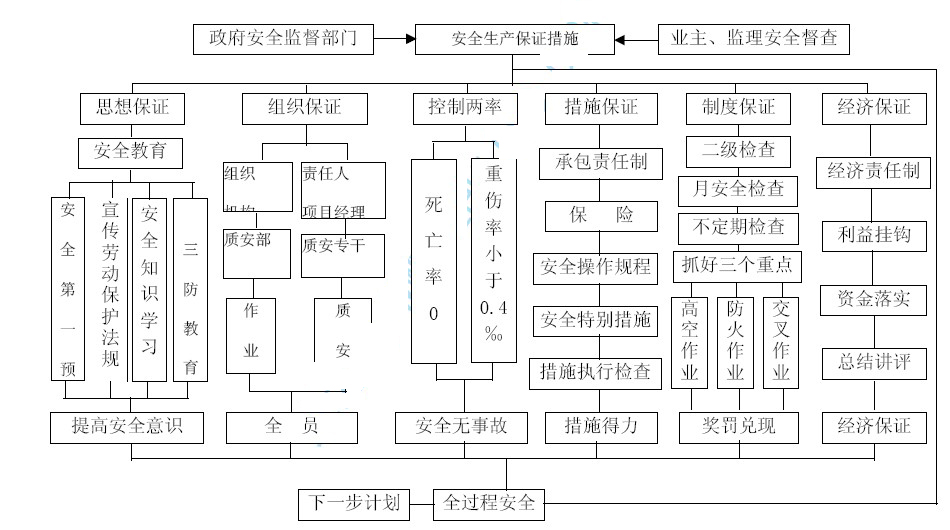 政府安全监督部门
安全生产保证措施
业主、监理安全督查
思想保证
组织保证
控制两率
措施保证
制度保证
经济保证
安全教育
安全第一预
宣传劳动保护法规
安全知识学习
三防教育
提高安全意识
组织
机构
责任人
项目经理
质安部
质安专干
作业
质安
全 员
死亡率0
重伤率小于0.4‰
安全无事故
承包责任制
保 险
安全操作规程
安全特别措施
措施执行检查
措施得力
二级检查
月安全检查
不定期检查
抓好三个重点
高空作业
防火作业
交叉作业
奖罚兑现
经济责任制
利益挂钩
资金落实
总结讲评
经济保证
下一步计划
全过程安全